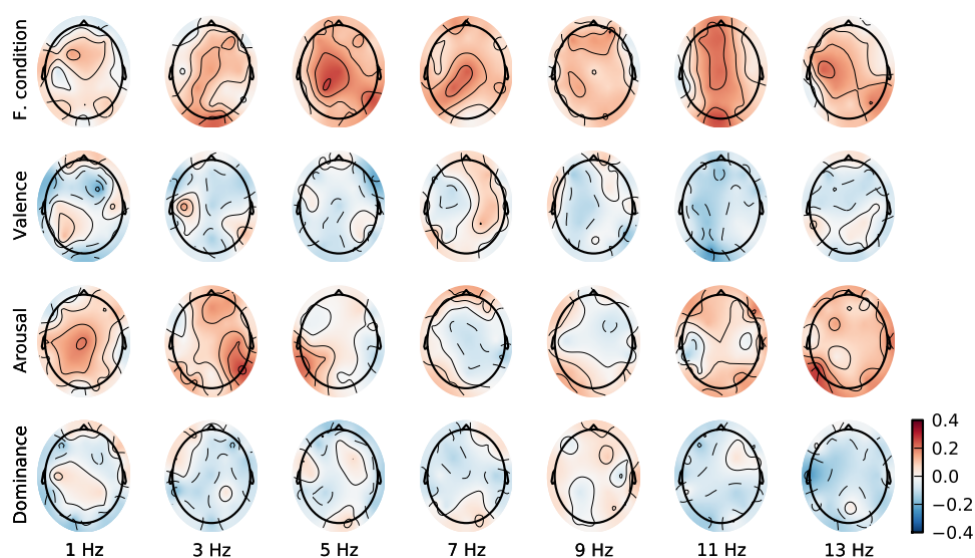 F. condition
Valence
Arousal
Dominance
0.4
0.2
0.0
−0.2
−0.4
1 Hz 3 Hz 5 Hz 7 Hz 9 Hz 11 Hz 13 Hz